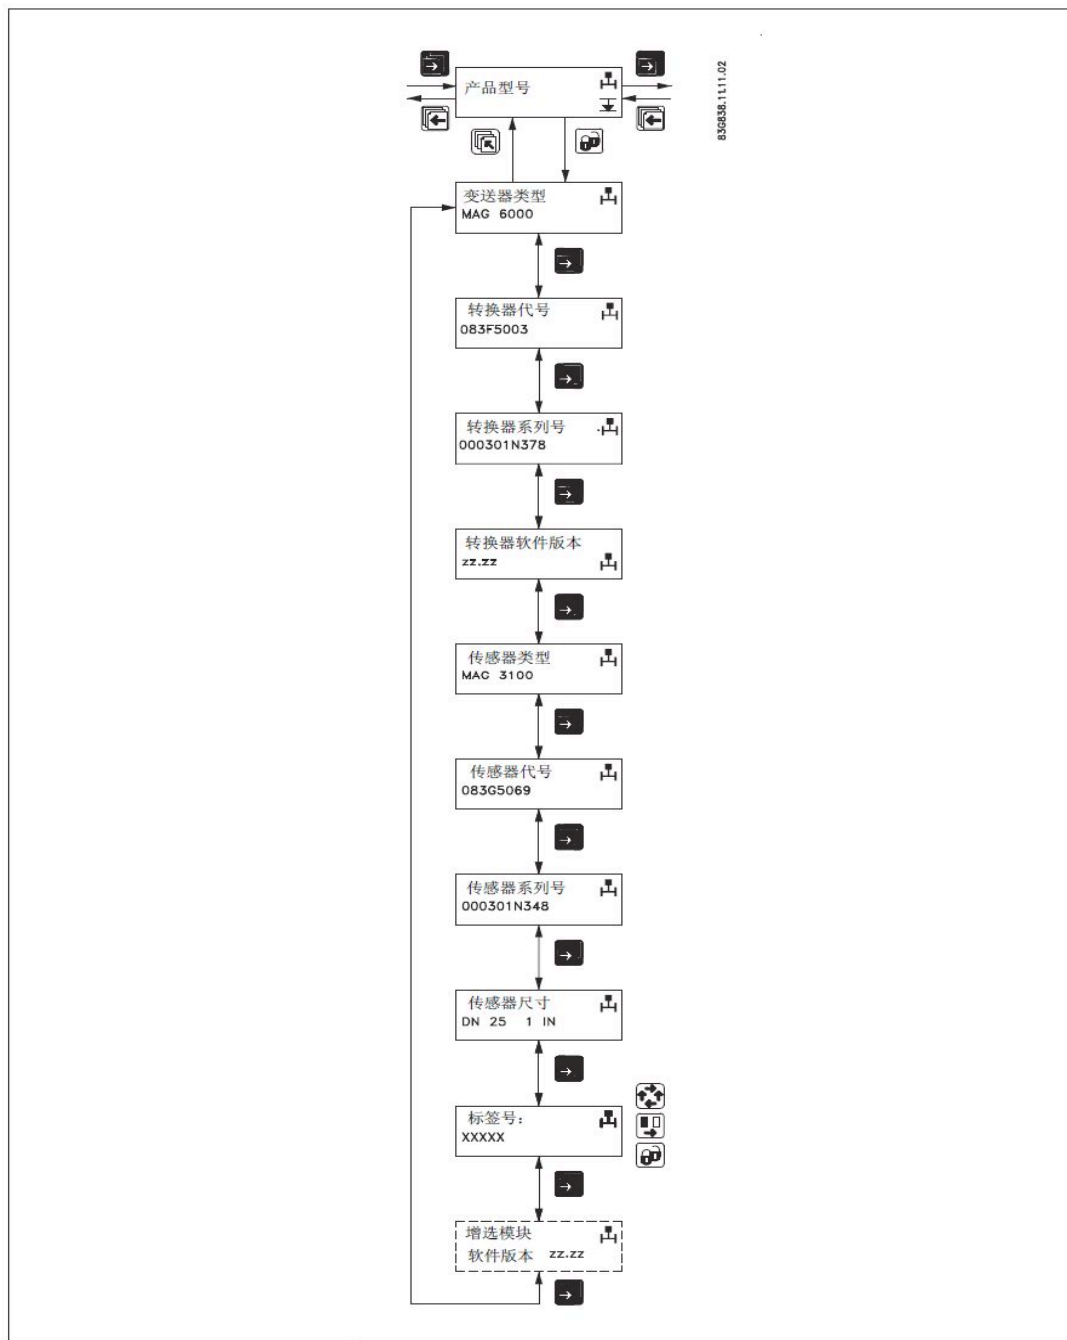 产品型号
83G838.11.11.02
变送器类型
MAG 6000
转换器代号
083F5003
转换器系列号
000301N378
转换器软件版本
zz.zz
传感器类型
MAG 3100
传感器代号
083G5069
传感器系列号
000301N348
传感器尺寸
DN 25 1 IN
标签号:
XXXXX
增选模块
软件版本 zz.zz